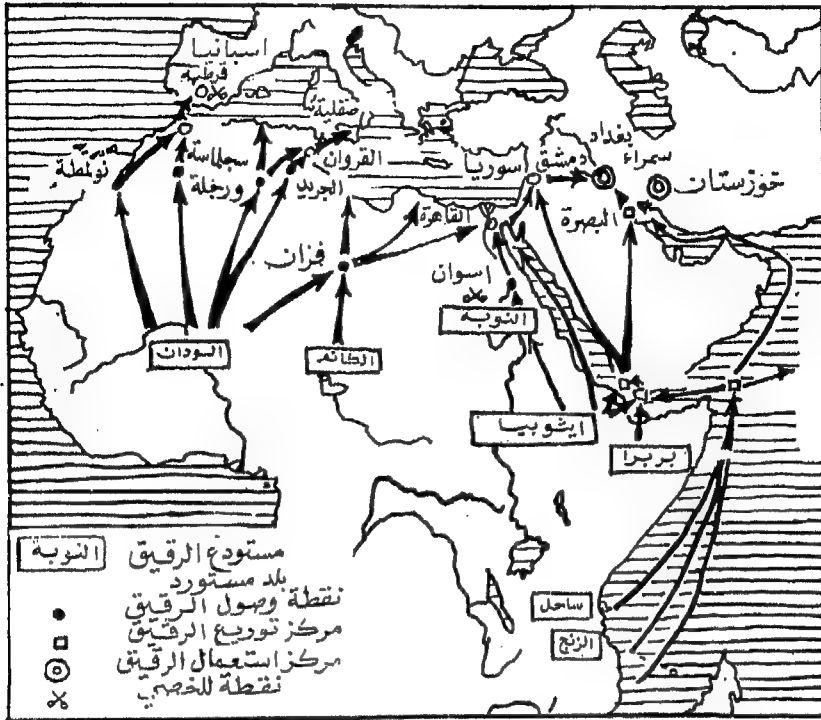 اسبانيا
قرطبة
صقلية
نولمطة
سجلماسة
ورجلة
القروان
الجريد
سوريا
دمشق
بغداد
سمراء
خوزستان
البصرة
القاهرة
فزان
اسوان
النوبة
السودان
الكانم
ايثوبيا
بربرا
ساحل
الزنج
النوبة
مستودع الرقيق
بلد مستورد
نقطة وصول الرقيق
مركز توزيع الرقيق
مركز استعمال الرقيق
نقطة للخصي